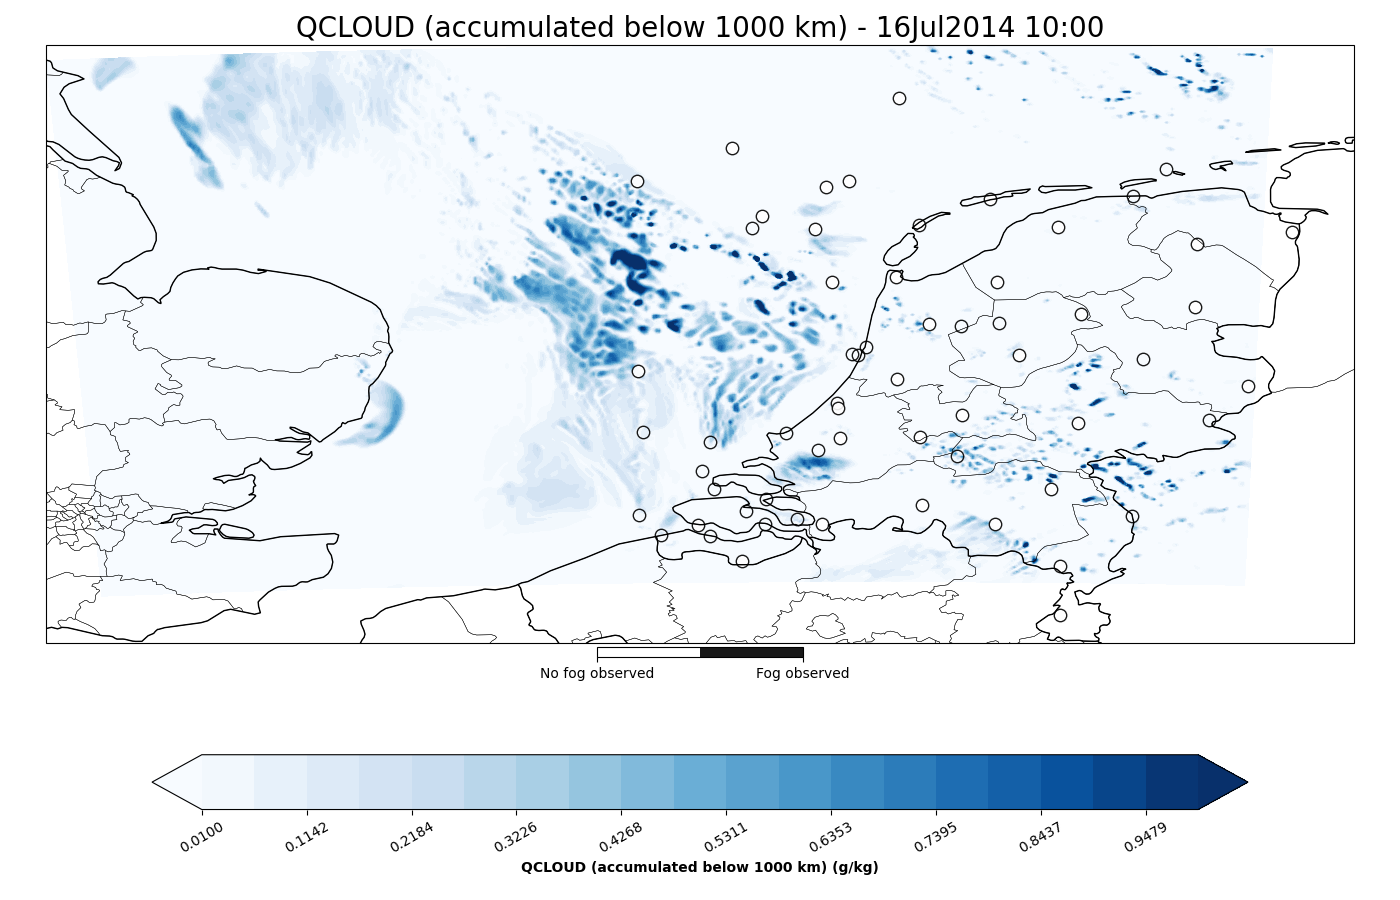 QCLOUD (accumulated below 1000 km) - 16Jul2014 10:00
No fog observed
Fog observed
0.0100
0.1142
0.2184
0.3226
0.4268
0.5311
0.6353
0.7395
0.8437
0.9479
QCLOUD (accumulated below 1000 km) (g/kg)